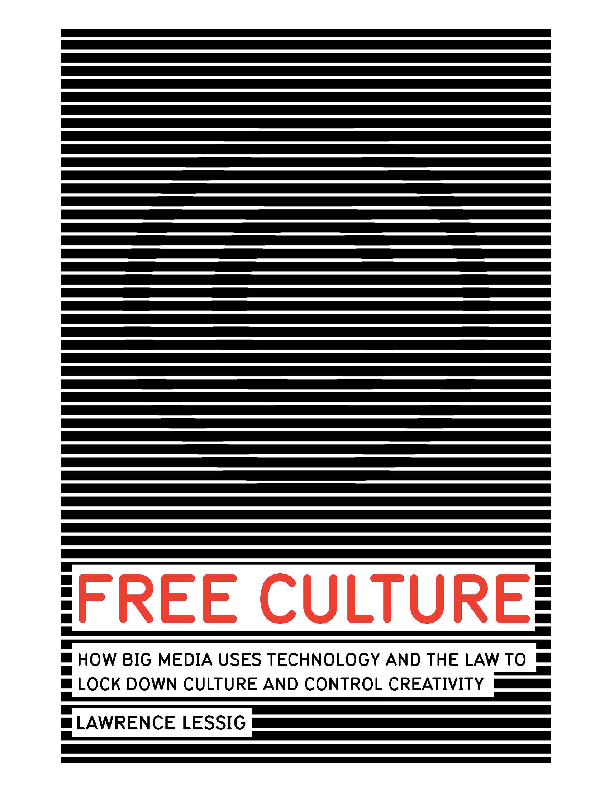 FREE CULTURE
HOW BIG MEDIA USES TECHNOLOGY AND THE LAW TO
LOCK DOWN CULTURE AND CONTROL CREATIVITY
LAWRENCE LESSIG